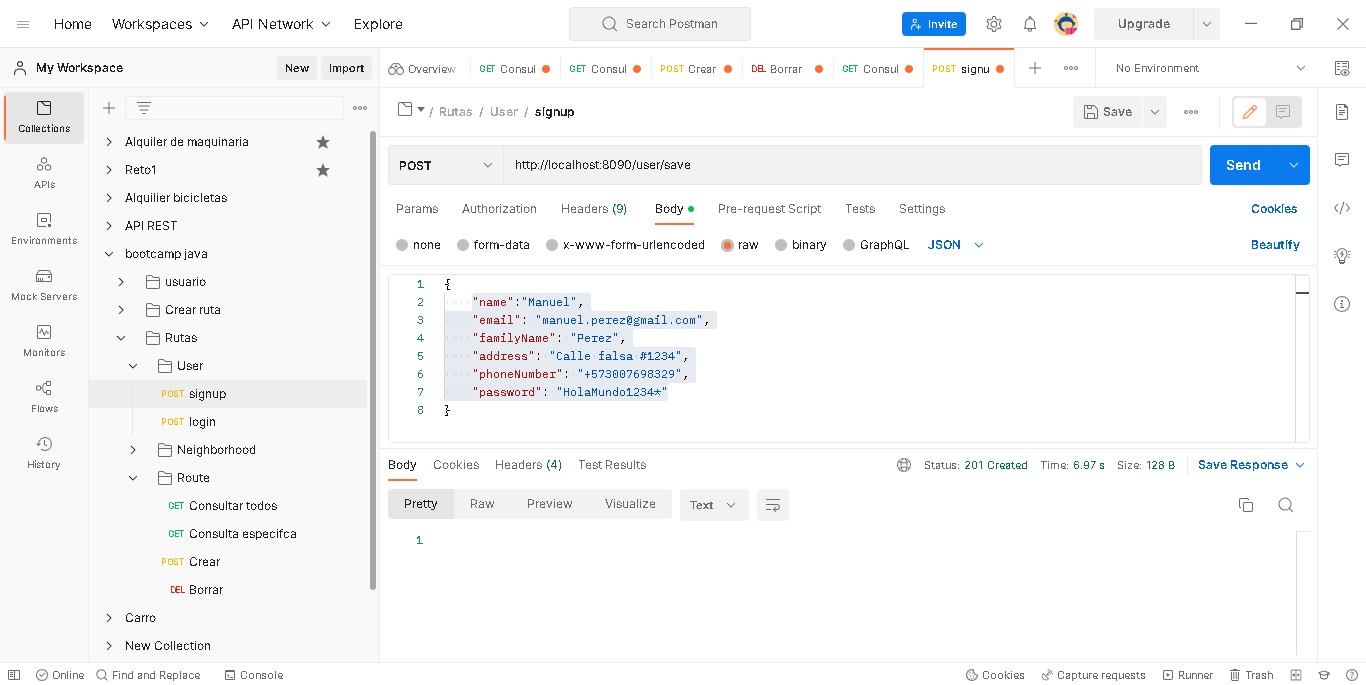 Home Workspaces API Network Explore Search Postman Invite Upgrade
My Workspace New Import Overview GET Consul GET Consul POST Crear DEL Borrar GET Consul POST signu No Environment
Collections
APIs
Environments
Mock Servers
Monitors
Flows
History
Alquiler de maquinaria
Reto1
Alquilier bicicletas
API REST
bootcamp java
usuario
Crear ruta
Rutas
User
POST signup
POST login
Neighborhood
Route
GET Consultar todos
GET Consulta especifca
POST Crear
DEL Borrar
Carro
New Collection
/ Rutas / User / signup Save
POST http://localhost:8090/user/save Send
Params Authorization Headers (9) Body Pre-request Script Tests Settings Cookies
none form-data x-www-form-urlencoded raw binary GraphQL JSON Beautify
1 {
2 "name":"Manuel",
3 "email": "manuel.perez@gmail.com",
4 "familyName": "Perez",
5 "address": "Calle falsa #1234",
6 "phoneNumber": "+573007698329",
7 "password": "HolaMundo1234*"
8 }
Body Cookies Headers (4) Test Results Status: 201 Created Time: 6.97 s Size: 128 B Save Response
Pretty Raw Preview Visualize Text
1
Online Find and Replace Console Cookies Capture requests Runner Trash